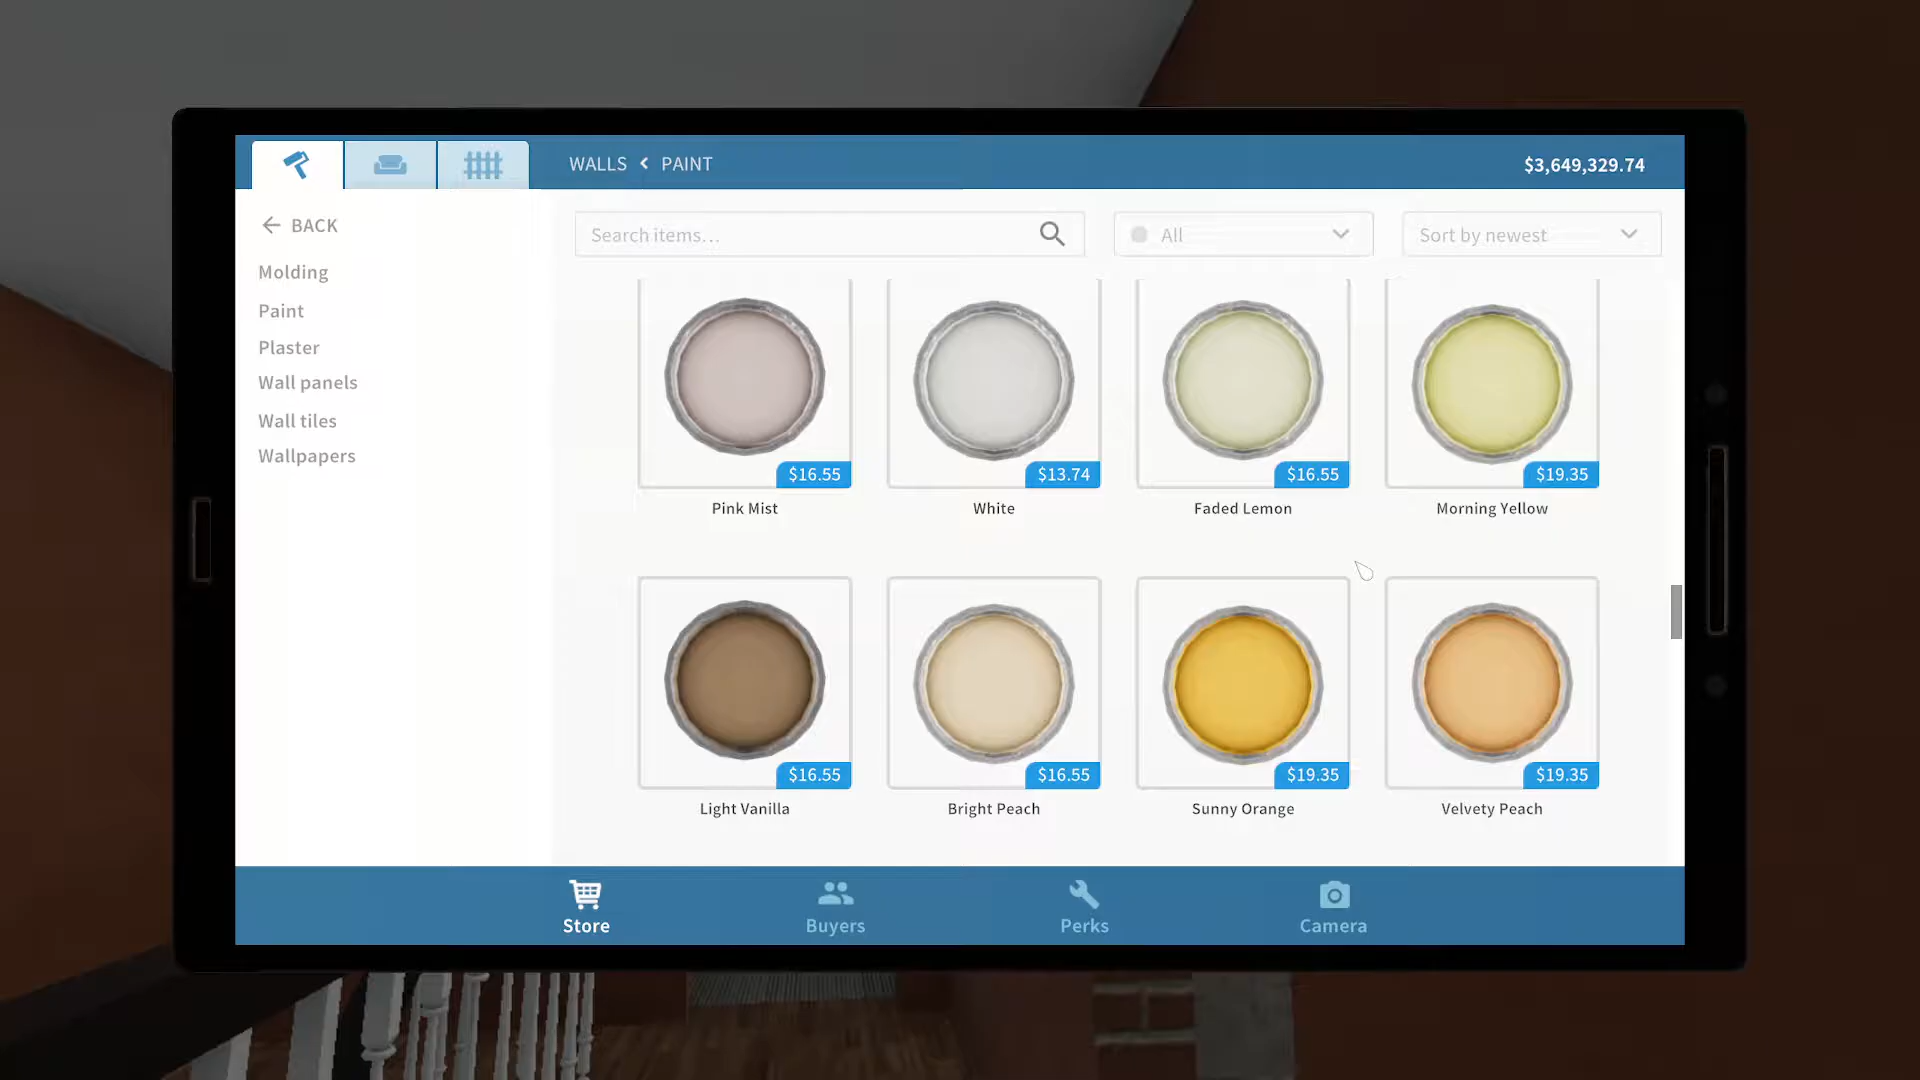 WALLS < PAINT
$3,649,329.74
BACK
Molding
Paint
Plaster
Wall panels
Wall tiles
Wallpapers
Search items...
All
Sort by newest
$16.55
$13.74
$16.55
$19.35
Pink Mist
White
Faded Lemon
Morning Yellow
$16.55
$16.55
$19.35
$19.35
Light Vanilla
Bright Peach
Sunny Orange
Velvety Peach
Store
Buyers
Perks
Camera